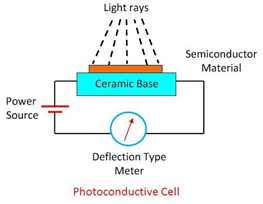 Light rays
Semiconductor
Material
Ceramic Base
Power
Source
Deflection Type
Meter
Photoconductive Cell